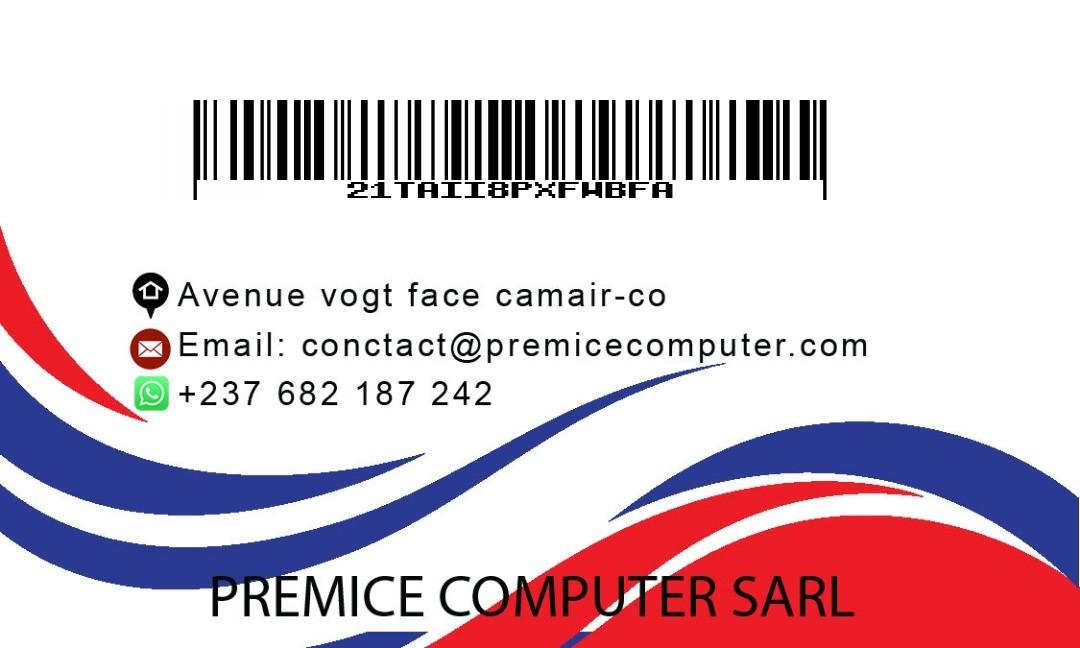 21TAII8PXFWBFA
Avenue vogt face camair-co
Email: conctact@premicecomputer.com
+237 682 187 242
PREMICE COMPUTER SARL